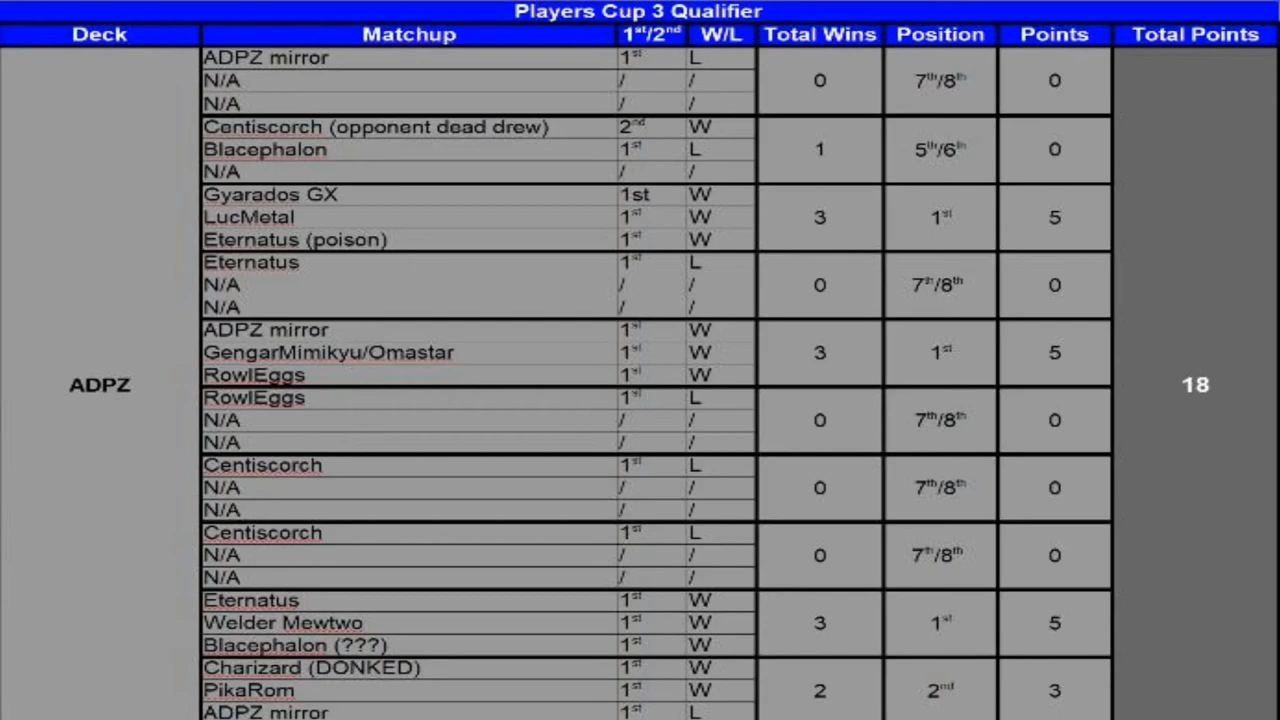 Players Cup 3 Qualifier
Deck Matchup 1st/2nd W/L Total Wins Position Points Total Points
ADPZ mirror 1st L
N/A / / 0 7th/8th 0
N/A / /
Centiscorch (opponent dead drew) 2nd W
Blacephalon 1st L 1 5th/6th 0
N/A / /
Gyarados GX 1st W
LucMetal 1st W 3 1st 5
Eternatus (poison) 1st W
Eternatus 1st L
N/A / / 0 7th/8th 0
N/A / /
ADPZ mirror 1st W
GengarMimikyu/Omastar 1st W 3 1st 5
RowlEggs 1st W
ADPZ 18
RowlEggs 1st L
N/A / / 0 7th/8th 0
N/A / /
Centiscorch 1st L
N/A / / 0 7th/8th 0
N/A / /
Centiscorch 1st L
N/A / / 0 7th/8th 0
N/A / /
Eternatus 1st W
Welder Mewtwo 1st W 3 1st 5
Blacephalon (???) 1st W
Charizard (DONKED) 1st W
PikaRom 1st W 2 2nd 3
ADPZ mirror 1st L